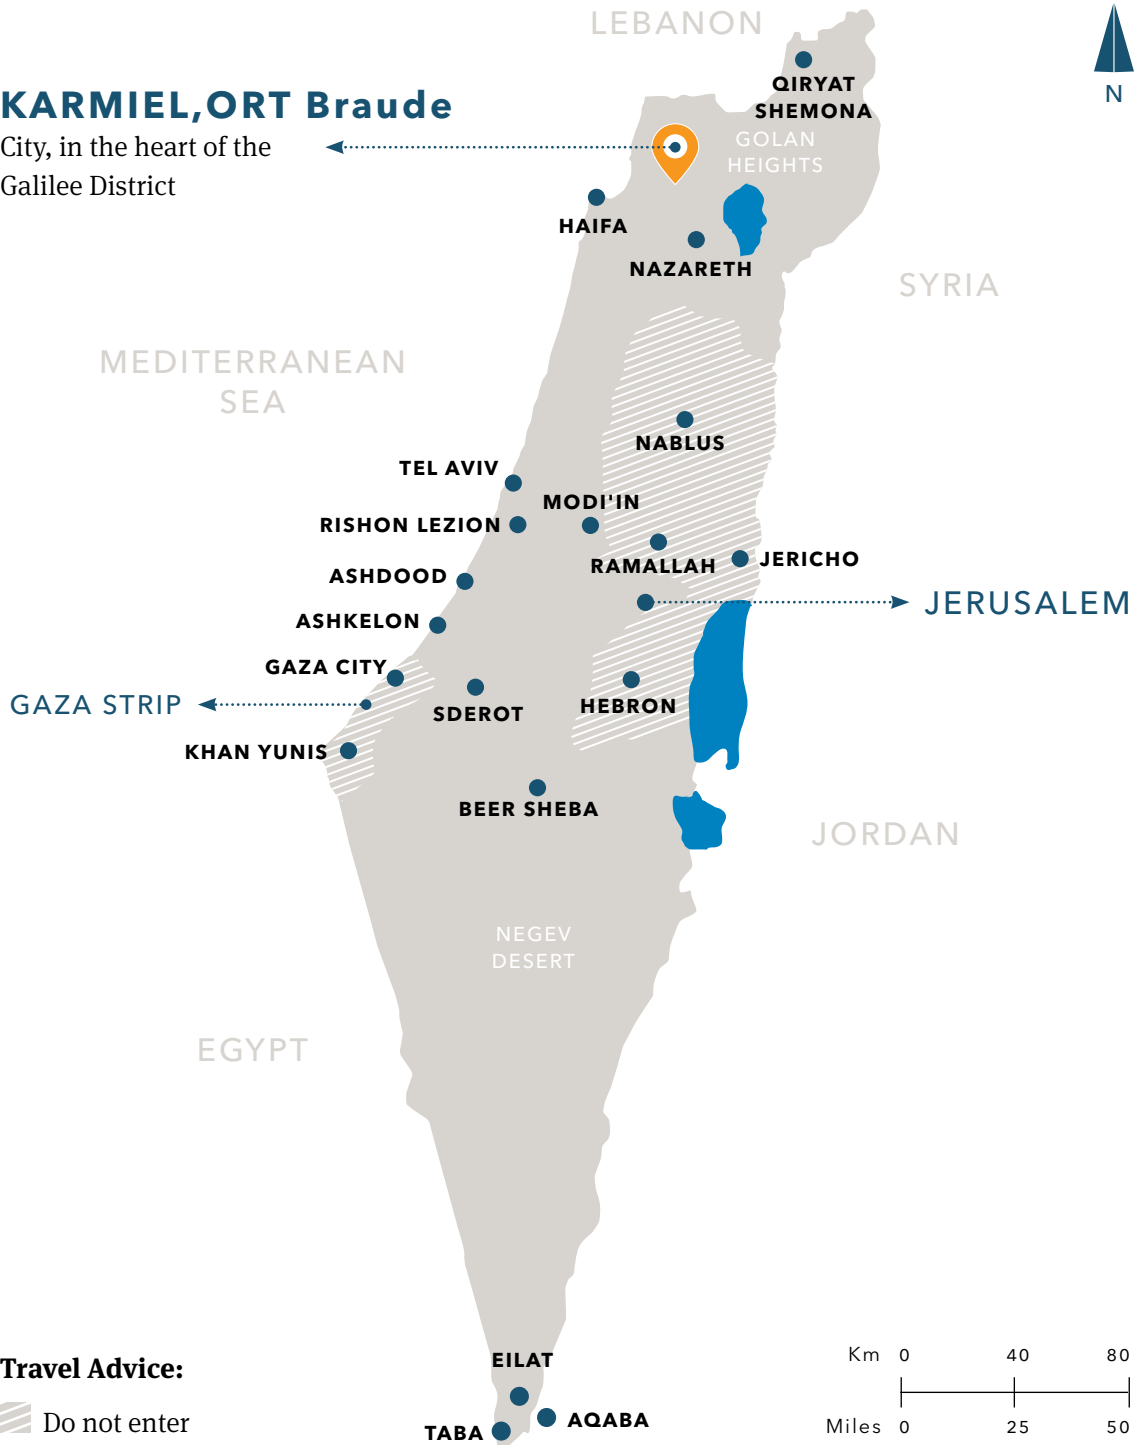 LEBANON
QIRYAT
SHEMONA
N
KARMIEL,ORT Braude
City, in the heart of the
Galilee District
GOLAN
HEIGHTS
HAIFA
NAZARETH
SYRIA
MEDITERRANEAN
SEA
NABLUS
TEL AVIV
MODI'IN
RISHON LEZION
RAMALLAH
JERICHO
ASHDOOD
JERUSALEM
ASHKELON
GAZA CITY
GAZA STRIP
SDEROT
HEBRON
KHAN YUNIS
BEER SHEBA
JORDAN
NEGEV
DESERT
EGYPT
EILAT
AQABA
TABA
Travel Advice:
Do not enter
Km 0 40 80
Miles 0 25 50